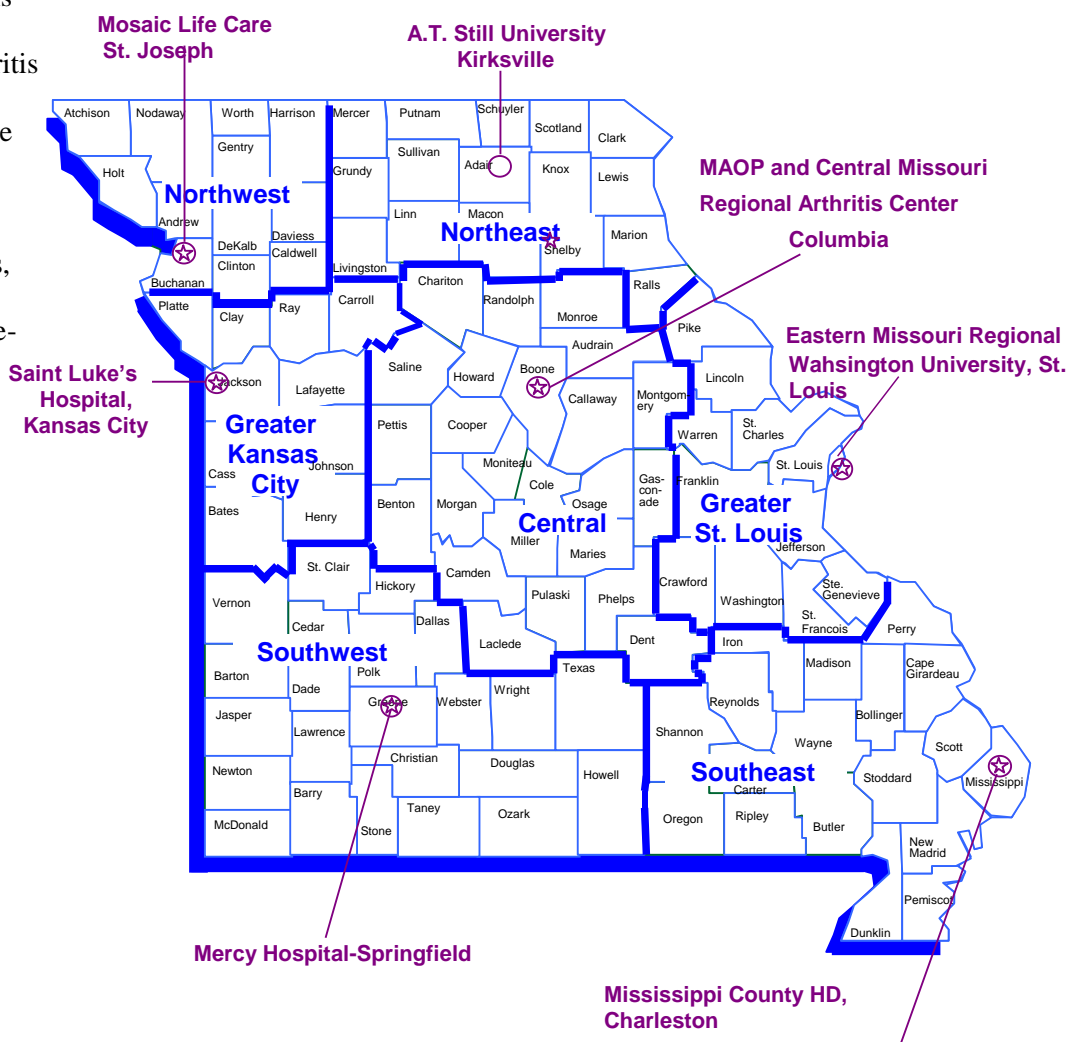 s
ritis
e
s,
e-
Mosaic Life Care
St. Joseph
A.T. Still University
Kirksville
MAOP and Central Missouri
Regional Arthritis Center
Columbia
Eastern Missouri Regional
Wahsington University, St.
Louis
Saint Luke's
Hospital,
Kansas City
Mercy Hospital-Springfield
Mississippi County HD,
Charleston
Northwest
Northeast
Greater
Kansas
City
Central
Greater
St. Louis
Southwest
Southeast
Atchison
Nodaway
Worth
Harrison
Mercer
Putnam
Schuyler
Scotland
Clark
Gentry
Sullivan
Adair
Knox
Lewis
Holt
Grundy
Andrew
Linn
Macon
Shelby
Marion
DeKalb
Daviess
Caldwell
Clinton
Livingston
Buchanan
Chariton
Ralls
Platte
Clay
Ray
Carroll
Randolph
Monroe
Pike
Audrain
Saline
Howard
Boone
Jackson
Lafayette
Callaway
Montgom-
ery
Lincoln
Pettis
Cooper
Warren
St.
Charles
Johnson
Cass
Moniteau
Cole
Gas-
con-
ade
Franklin
St. Louis
Bates
Henry
Benton
Morgan
Osage
Miller
Maries
Jefferson
St. Clair
Hickory
Camden
Pulaski
Phelps
Crawford
Washington
Ste.
Genevieve
St.
Francois
Perry
Vernon
Cedar
Dallas
Laclede
Dent
Iron
Madison
Cape
Girardeau
Barton
Dade
Polk
Texas
Webster
Wright
Greene
Reynolds
Bollinger
Jasper
Lawrence
Shannon
Wayne
Scott
Christian
Douglas
Newton
Howell
Carter
Stoddard
Mississippi
Barry
Taney
Ozark
Stone
McDonald
Oregon
Ripley
Butler
New
Madrid
Pemiscot
Dunklin